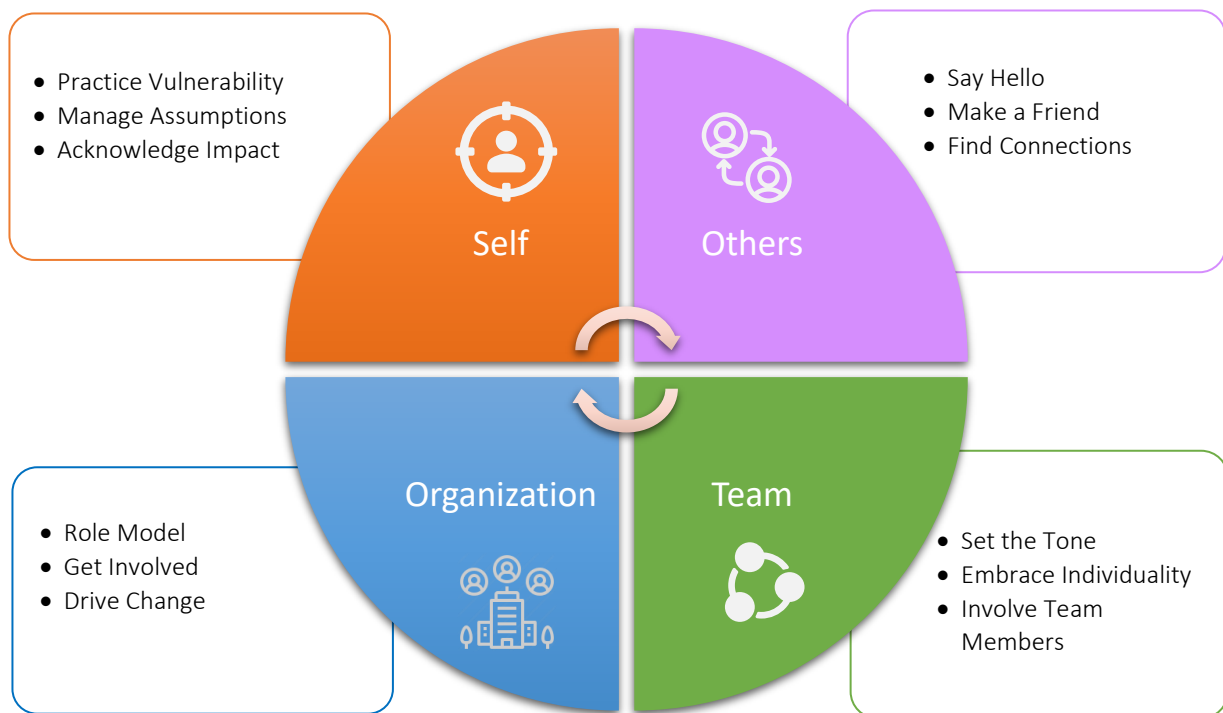 • Practice Vulnerability
• Manage Assumptions
• Acknowledge Impact
Self
• Say Hello
• Make a Friend
• Find Connections
Others
Organization
• Role Model
• Get Involved
• Drive Change
Team
• Set the Tone
• Embrace Individuality
• Involve Team
Members